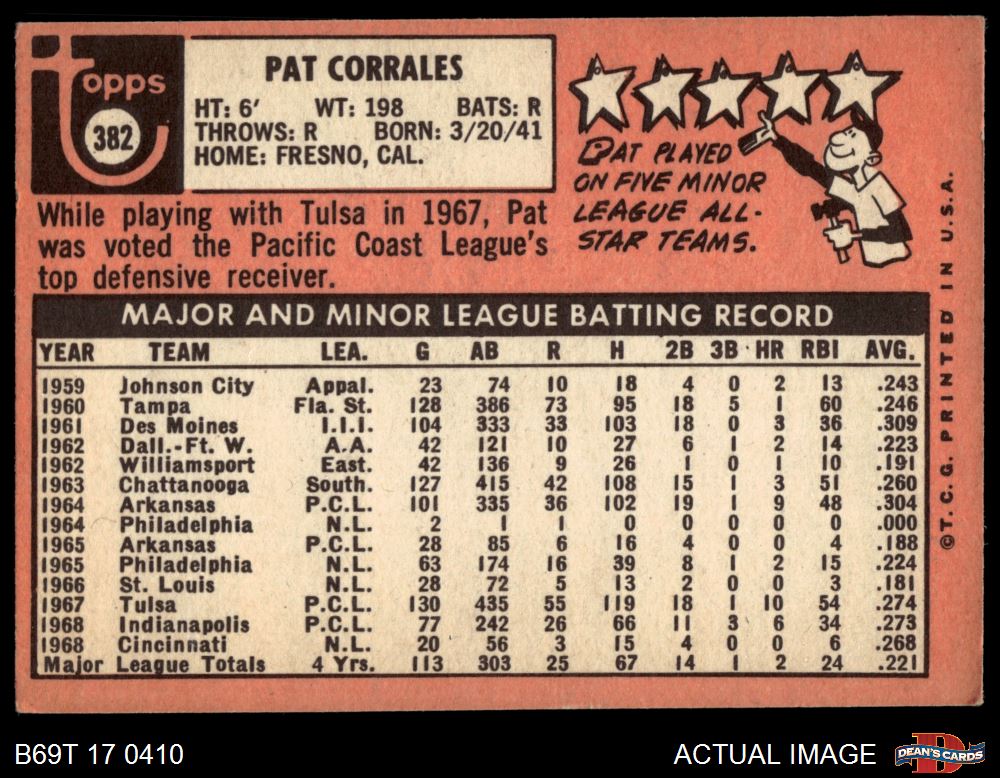 topps
382
PAT CORRALES
HT: 6' WT: 198 BATS: R
THROWS: R BORN: 3/20/41
HOME: FRESNO, CAL.
While playing with Tulsa in 1967, Pat
was voted the Pacific Coast League's
top defensive receiver.
PAT PLAYED
ON FIVE MINOR
LEAGUE ALL-
STAR TEAMS.
MAJOR AND MINOR LEAGUE BATTING RECORD
YEAR TEAM LEA. G AB R H 2B 3B HR RBI AVG.
1959 Johnson City Appal. 23 74 10 18 4 0 2 13 .243
1960 Tampa Fla. St. 128 386 73 95 18 5 1 60 .246
1961 Des Moines I.I.I. 104 333 33 103 18 0 3 36 .309
1962 Dall.-Ft. W. A.A. 42 121 10 27 6 1 2 14 .223
1962 Williamsport East. 42 136 9 26 1 0 1 10 .191
1963 Chattanooga South. 127 415 42 108 15 1 3 51 .260
1964 Arkansas P.C.L. 101 335 36 102 19 1 9 48 .304
1964 Philadelphia N.L. 2 1 1 0 0 0 0 0 .000
1965 Arkansas P.C.L. 28 85 6 16 4 0 0 4 .188
1965 Philadelphia N.L. 63 174 16 39 8 1 2 15 .224
1966 St. Louis N.L. 28 72 5 13 2 0 0 3 .181
1967 Tulsa P.C.L. 130 435 55 119 18 1 10 54 .274
1968 Indianapolis P.C.L. 77 242 26 66 11 3 6 34 .273
1968 Cincinnati N.L. 20 56 3 15 4 0 0 6 .268
Major League Totals 4 Yrs. 113 303 25 67 14 1 2 24 .221
©T. C. G. PRINTED IN U.S.A.
B69T 17 0410
ACTUAL IMAGE
DEAN'S CARDS